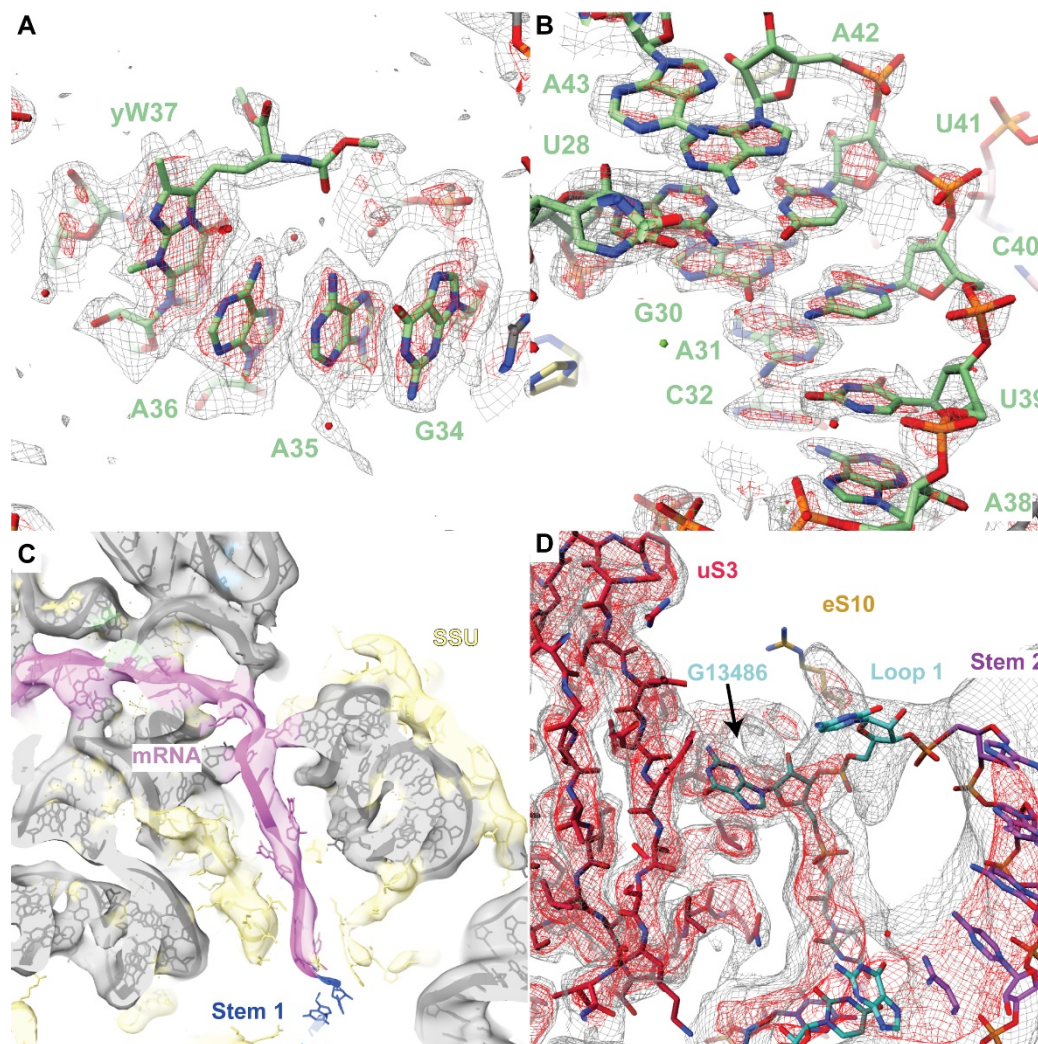 A
yW37
A36
A35
G34
B
A42
A43
U41
U28
C40
G30
A31
C32
U39
A38
C
SSU
mRNA
Stem 1
D
uS3
eS10
G13486
Loop 1
Stem 2